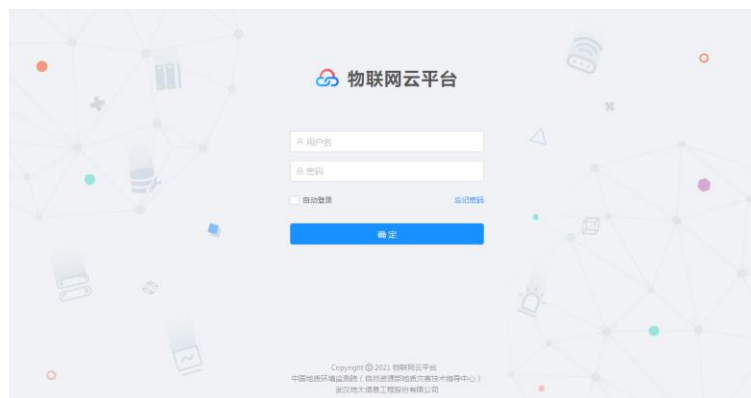 物联网云平台
用户名
密码
自动登录 忘记密码
确定
Copyright © 2021 物联网云平台
中国地质环境监测院（自然资源部地质灾害技术指导中心）
武汉地大信息工程股份有限公司